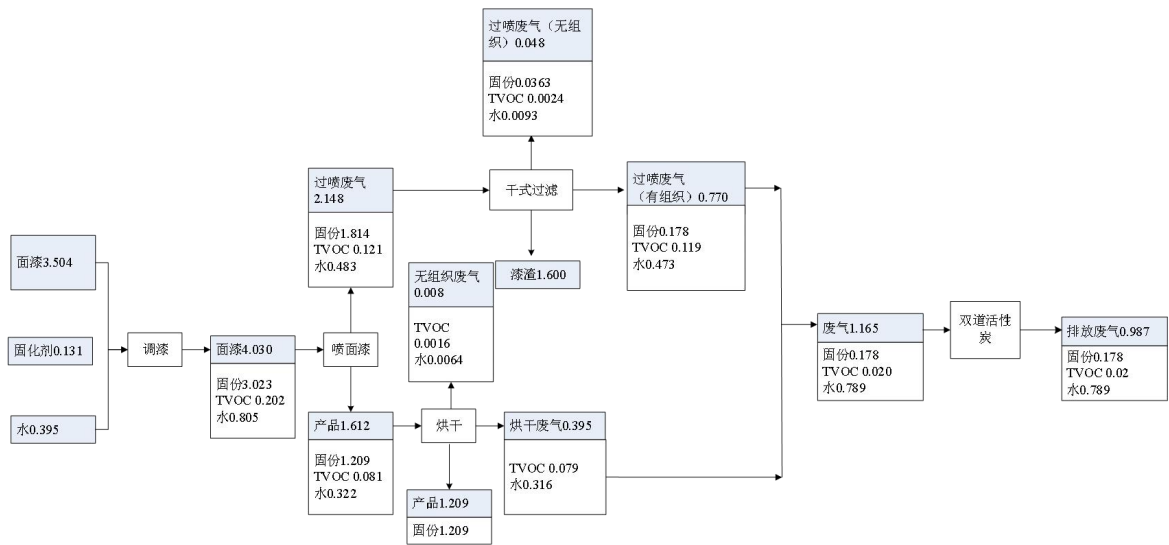 过喷废气（无组
织）0.048
固份0.0363
TVOC 0.0024
水0.0093
过喷废气
2.148
固份1.814
TVOC 0.121
水0.483
干式过滤
过喷废气
（有组织）0.770
固份0.178
TVOC 0.119
水0.473
漆渣1.600
面漆3.504
固化剂0.131
水0.395
调漆
面漆4.030
固份3.023
TVOC 0.202
水0.805
喷面漆
无组织废气
0.008
TVOC
0.0016
水0.0064
产品1.612
固份1.209
TVOC 0.081
水0.322
烘干
产品1.209
固份1.209
烘干废气0.395
TVOC 0.079
水0.316
废气1.165
固份0.178
TVOC 0.020
水0.789
双道活性
炭
排放废气0.987
固份0.178
TVOC 0.02
水0.789